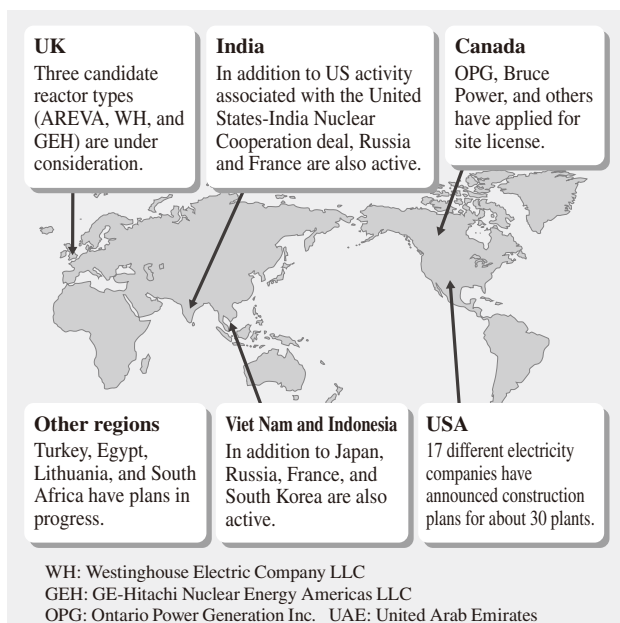 UK
Three candidate
reactor types
(AREVA, WH, and
GEH) are under
consideration.
India
In addition to US activity
associated with the United
States-India Nuclear
Cooperation deal, Russia
and France are also active.
Canada
OPG, Bruce
Power, and others
have applied for
site license.
Other regions
Turkey, Egypt,
Lithuania, and South
Africa have plans in
progress.
Viet Nam and Indonesia
In addition to Japan,
Russia, France, and
South Korea are also
active.
USA
17 different electricity
companies have
announced construction
plans for about 30 plants.
WH: Westinghouse Electric Company LLC
GEH: GE-Hitachi Nuclear Energy Americas LLC
OPG: Ontario Power Generation Inc.   UAE: United Arab Emirates